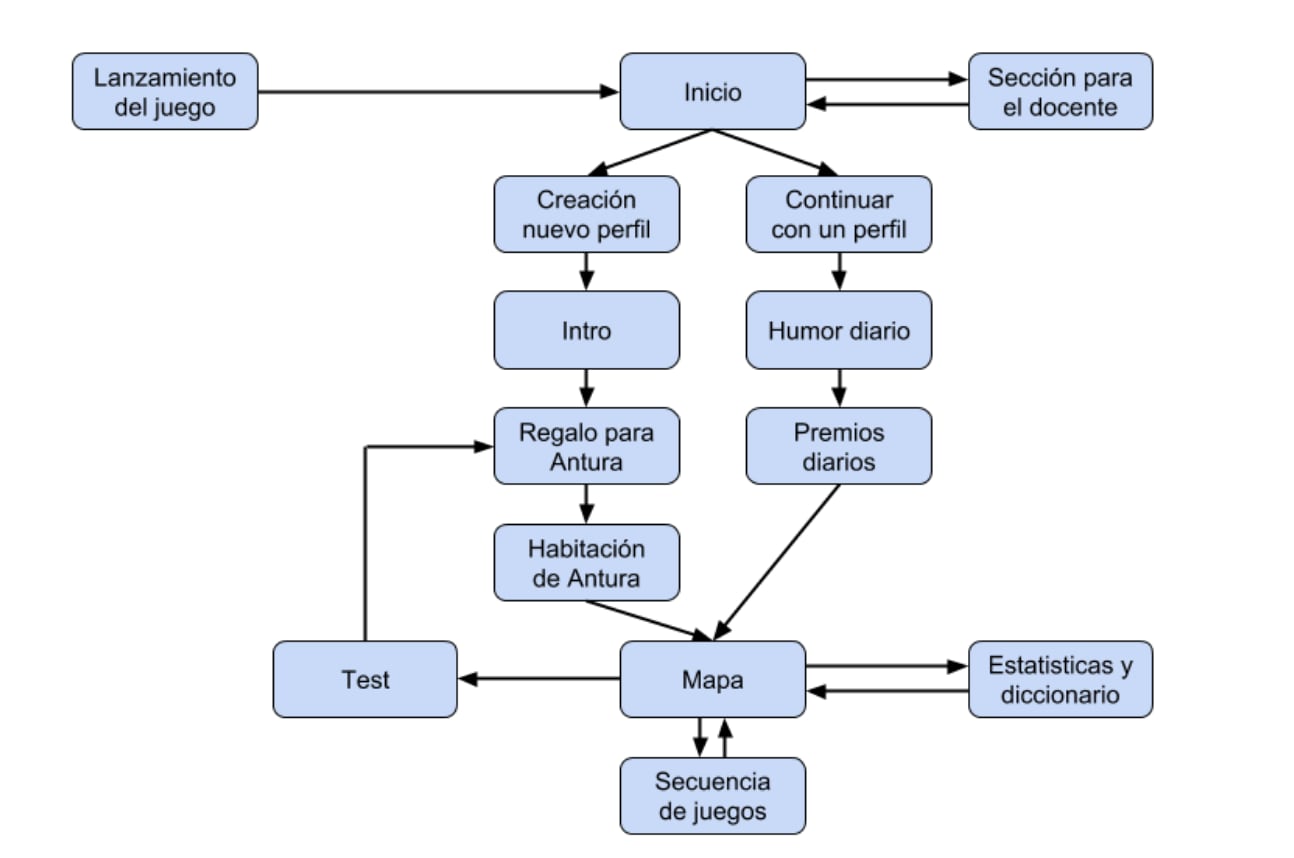 Lanzamiento
del juego
Inicio
Sección para
el docente
Creación
nuevo perfil
Continuar
con un perfil
Intro
Humor diario
Regalo para
Antura
Premios
diarios
Habitación
de Antura
Test
Mapa
Estatisticas y
diccionario
Secuencia
de juegos